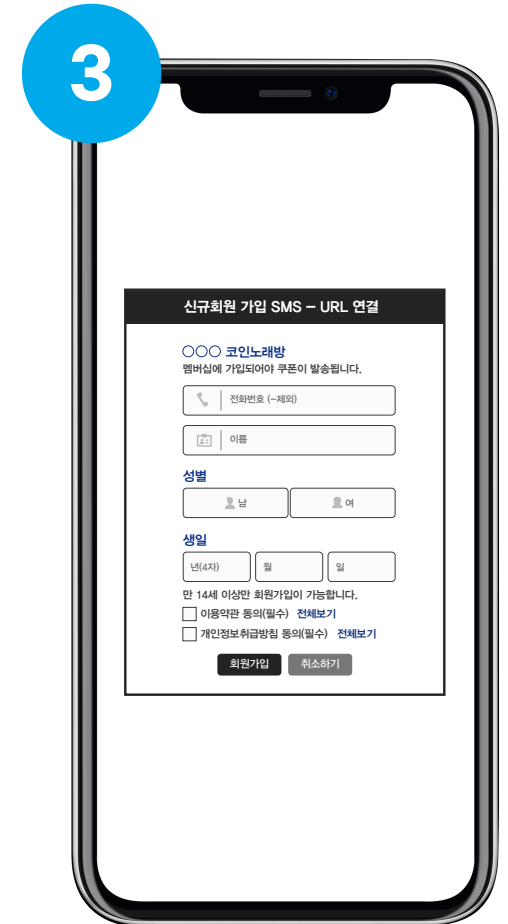 3
신규회원 가입 SMS - URL 연결
○○○ 코인노래방
멤버십에 가입되어야 쿠폰이 발송됩니다.
전화번호 (-제외)
이름
성별
남 여
생일
년(4자) 월 일
만 14세 이상만 회원가입이 가능합니다.
이용약관 동의(필수) 전체보기
개인정보취급방침 동의(필수) 전체보기
회원가입 취소하기